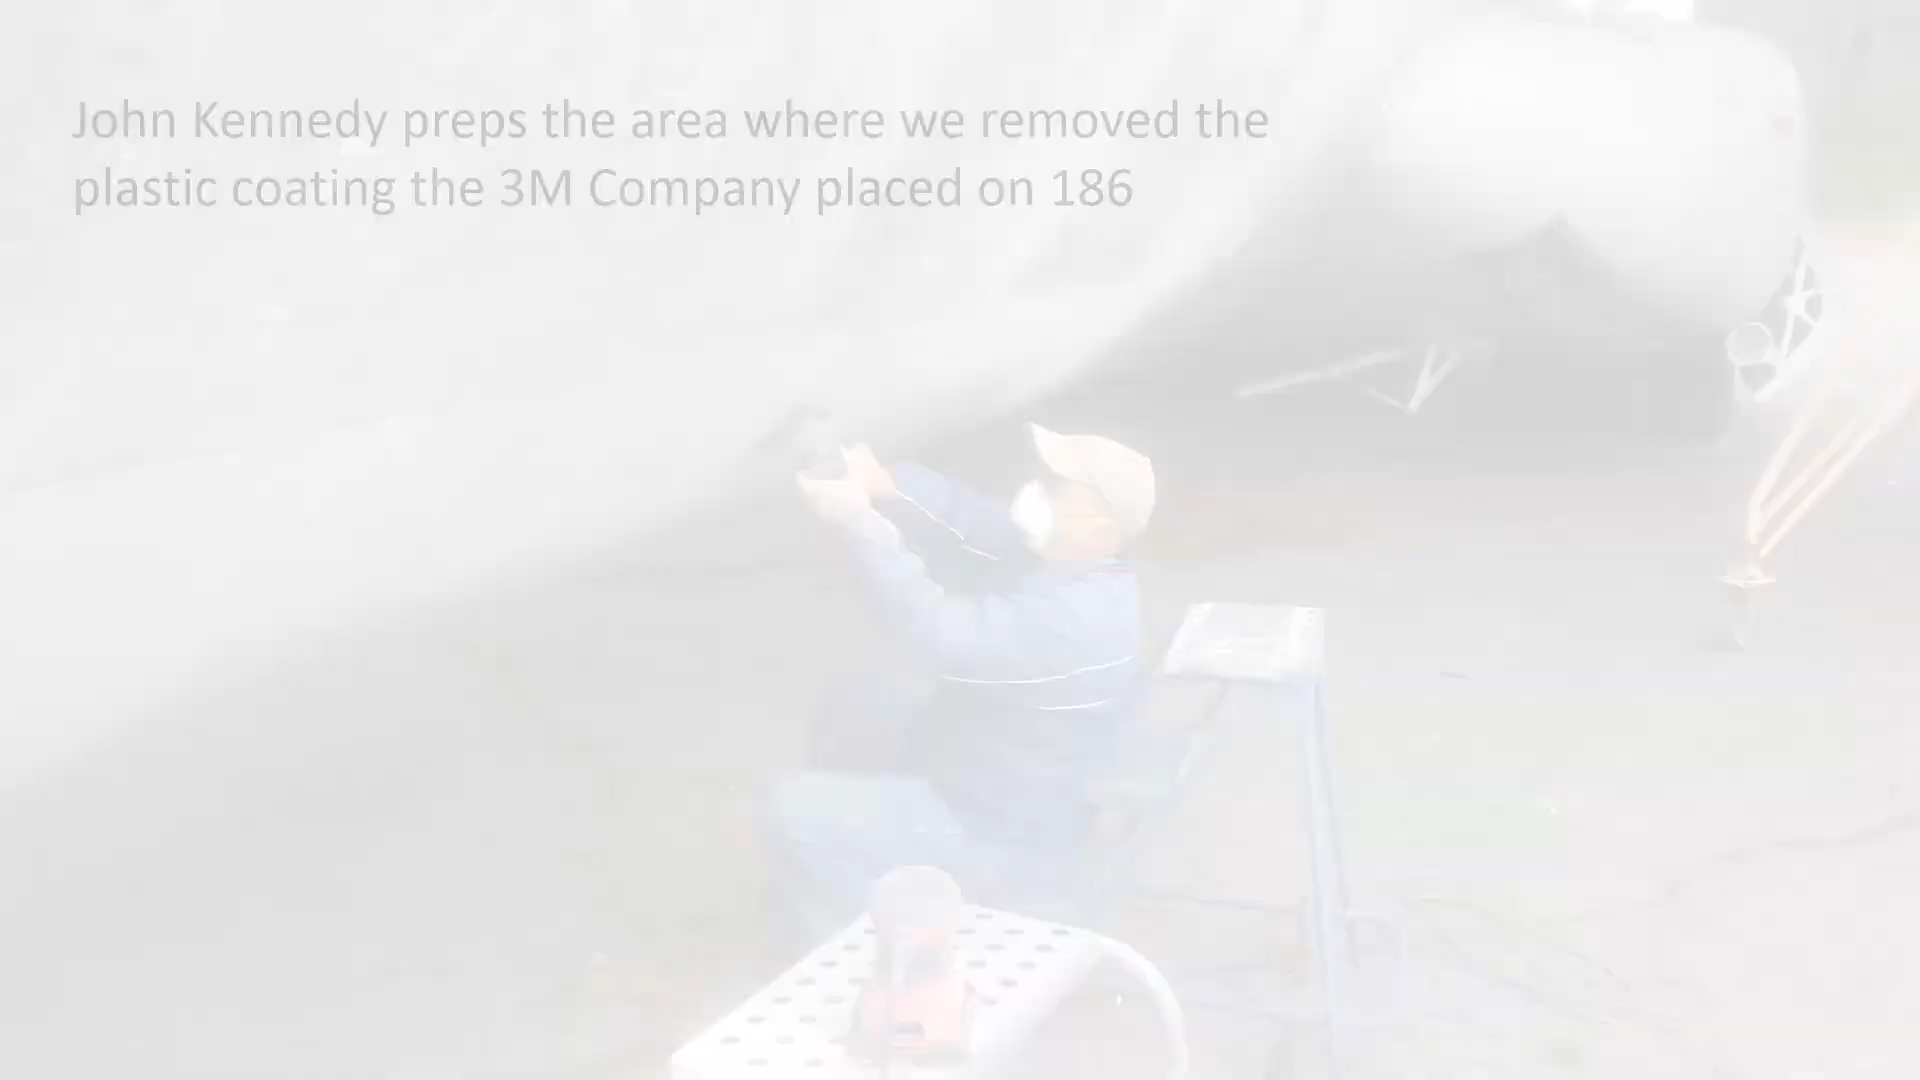 John Kennedy preps the area where we removed the
plastic coating the 3M Company placed on 186